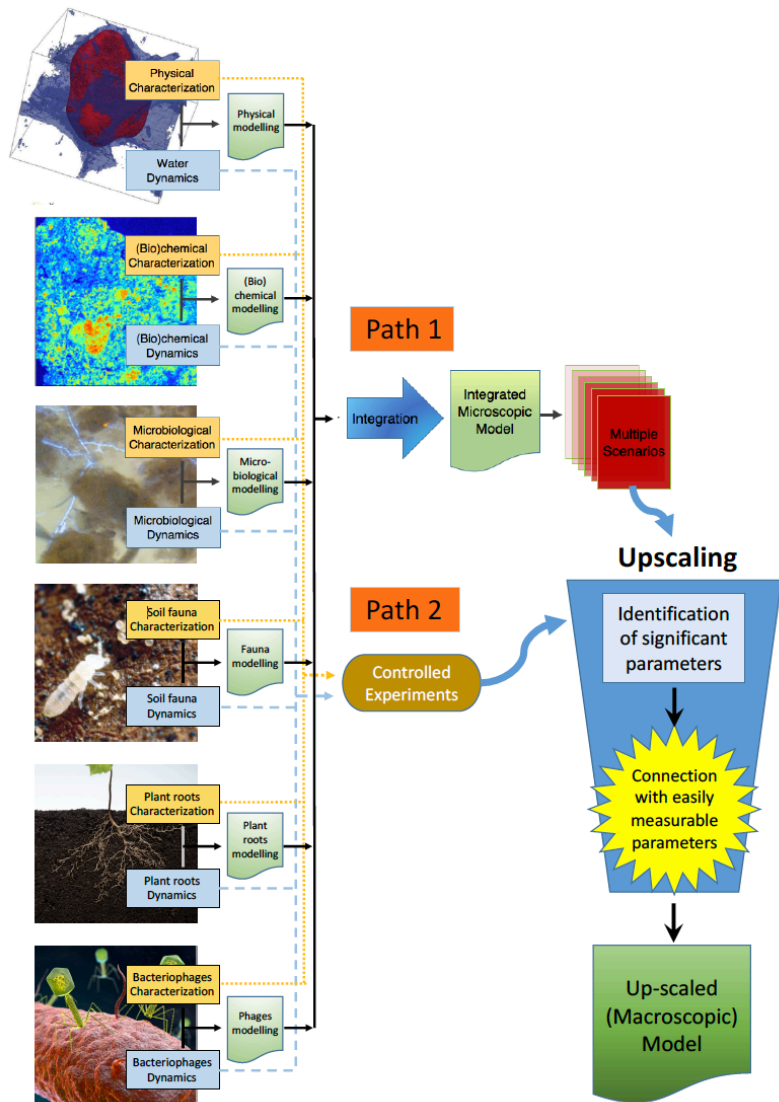 Physical
Characterization
Physical
modelling
Water
Dynamics
(Bio)chemical
Characterization
(Bio)
chemical
modelling
(Bio)chemical
Dynamics
Path 1
Integration
Integrated
Microscopic
Model
Multiple
Scenarios
Microbiological
Characterization
Micro-
biological
modelling
Microbiological
Dynamics
Upscaling
Soil fauna
Characterization
Fauna
modelling
Soil fauna
Dynamics
Path 2
Controlled
Experiments
Identification
of significant
parameters
Connection
with easily
measurable
parameters
Plant roots
Characterization
Plant
roots
modelling
Plant roots
Dynamics
Bacteriophages
Characterization
Phages
modelling
Bacteriophages
Dynamics
Up-scaled
(Macroscopic)
Model